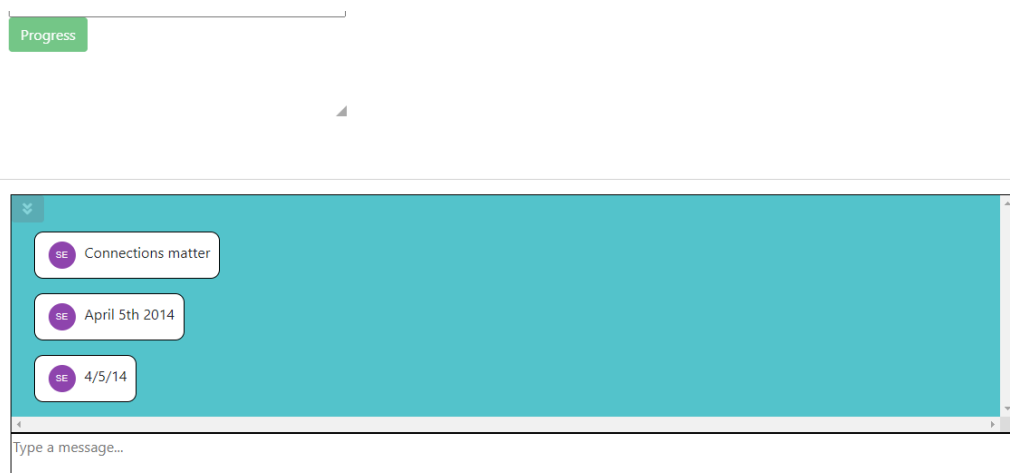 Progress
SE Connections matter
SE April 5th 2014
SE 4/5/14
Type a message...